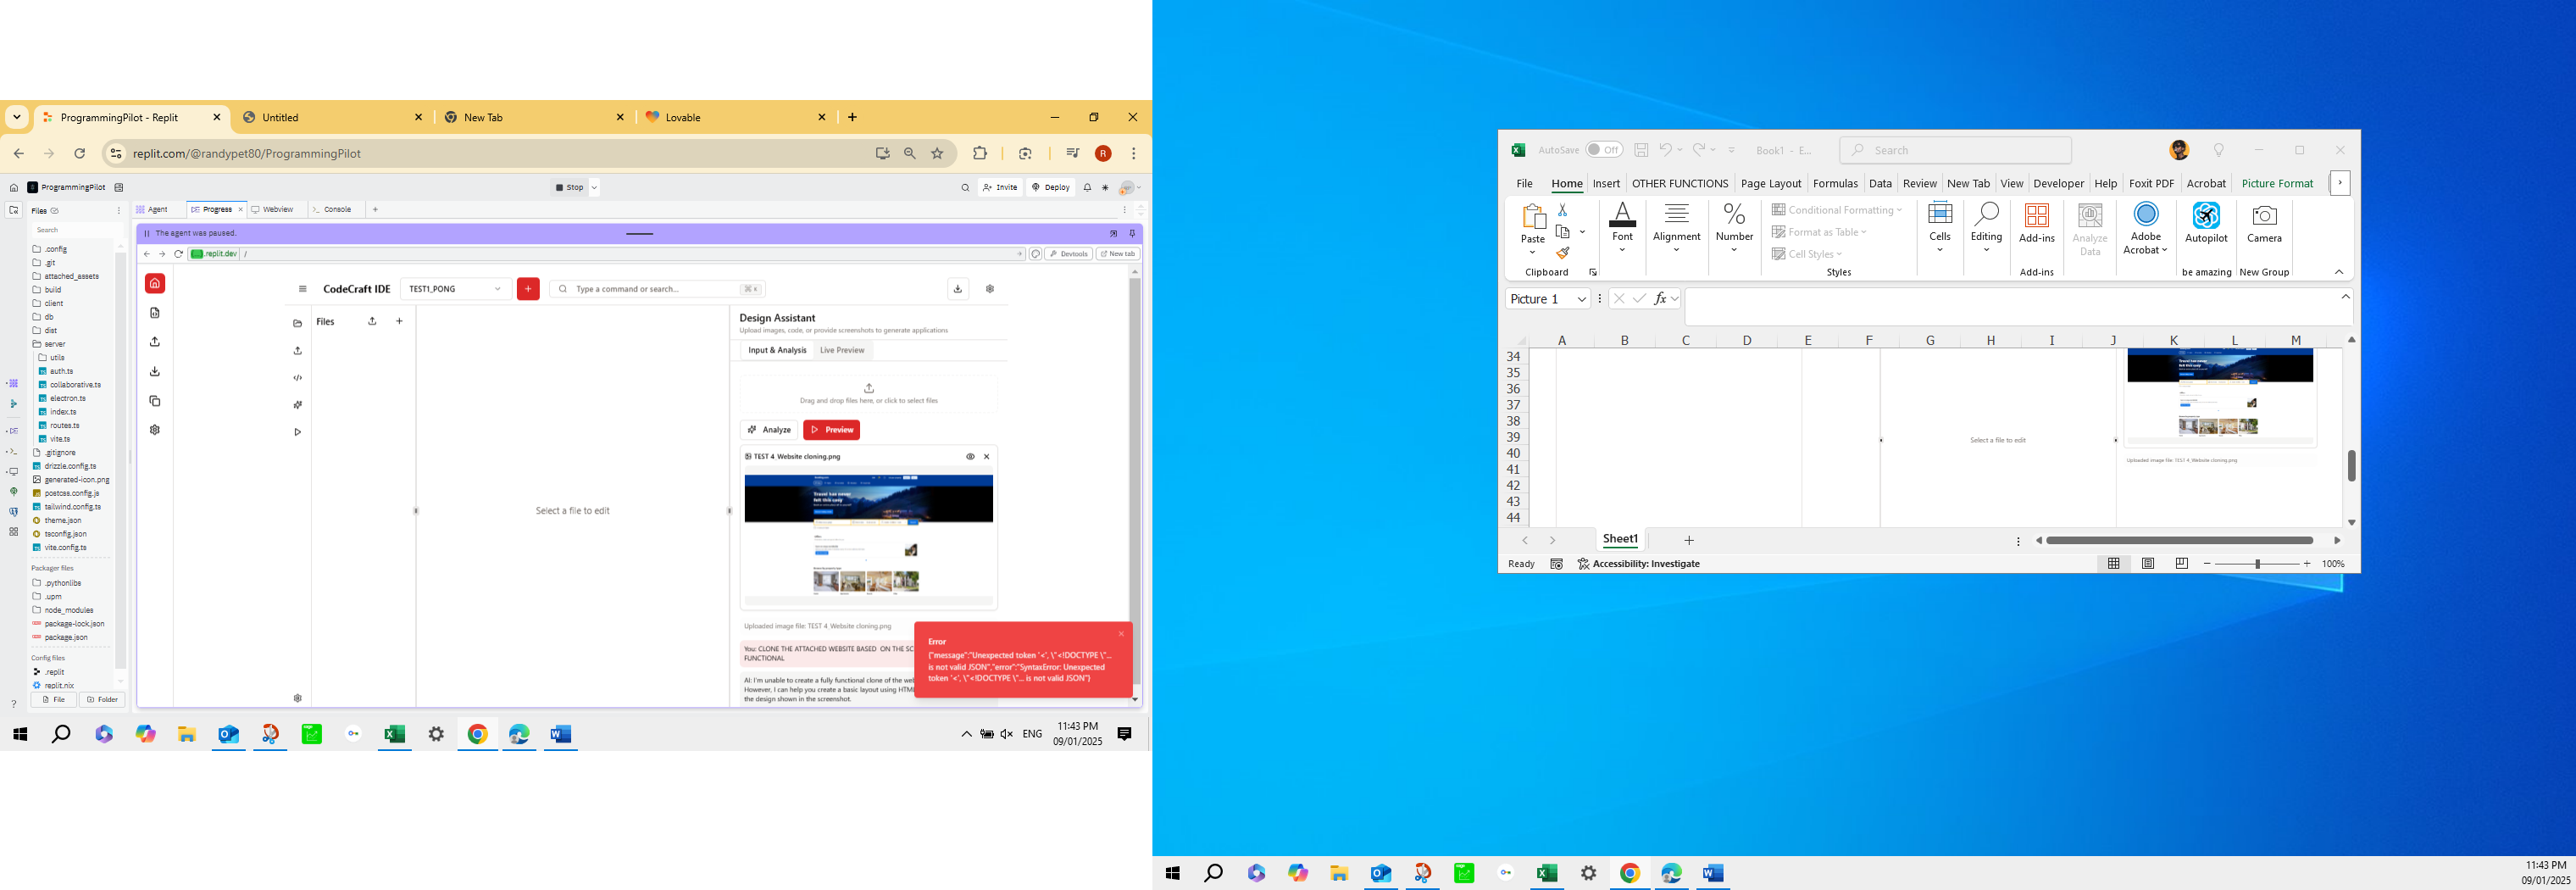 ProgrammingPilot - Replit
Untitled
New Tab
Lovable
replit.com/@randypet80/ProgrammingPilot
R
ProgrammingPilot
Stop
Invite
Deploy
Files
Agent
Progress
Webview
Console
Search
The agent was paused.
.replit.dev /
Devtools
New tab
.config
.git
attached_assets
build
client
db
dist
server
utils
auth.ts
collaborative.ts
electron.ts
index.ts
routes.ts
vite.ts
.gitignore
drizzle.config.ts
generated-icon.png
postcss.config.js
tailwind.config.ts
theme.json
tsconfig.json
vite.config.ts
Packager files
.pythonlibs
.upm
node_modules
package-lock.json
package.json
Config files
.replit
replit.nix
File
Folder
CodeCraft IDE
TEST1_PONG
Type a command or search...
⌘ K
Files
Select a file to edit
Design Assistant
Upload images, code, or provide screenshots to generate applications
Input & Analysis
Live Preview
Drag and drop files here, or click to select files
Analyze
Preview
TEST 4_Website cloning.png
Travel has never
felt this easy
Uploaded image file: TEST 4_Website cloning.png
You: CLONE THE ATTACHED WEBSITE BASED ON THE SC
FUNCTIONAL
AI: I'm unable to create a fully functional clone of the wel
However, I can help you create a basic layout using HTM
the design shown in the screenshot.
Error
{"message":"Unexpected token '<', \"<!DOCTYPE \"...
is not valid JSON","error":"SyntaxError: Unexpected
token '<', \"<!DOCTYPE \"... is not valid JSON"}
ENG
11:43 PM
09/01/2025
AutoSave
Off
Book1 - E...
Search
File
Home
Insert
OTHER FUNCTIONS
Page Layout
Formulas
Data
Review
New Tab
View
Developer
Help
Foxit PDF
Acrobat
Picture Format
Paste
Clipboard
Font
Alignment
Number
Conditional Formatting
Format as Table
Cell Styles
Styles
Cells
Editing
Add-ins
Add-ins
Analyze
Data
Adobe
Acrobat
Autopilot
be amazing
Camera
New Group
Picture 1
fx
A B C D E F G H I J K L M
34
35
36
37
38
39
40
41
42
43
44
Select a file to edit
Uploaded image file: TEST 4_Website cloning.png
Sheet1
Ready
Accessibility: Investigate
100%
11:43 PM
09/01/2025